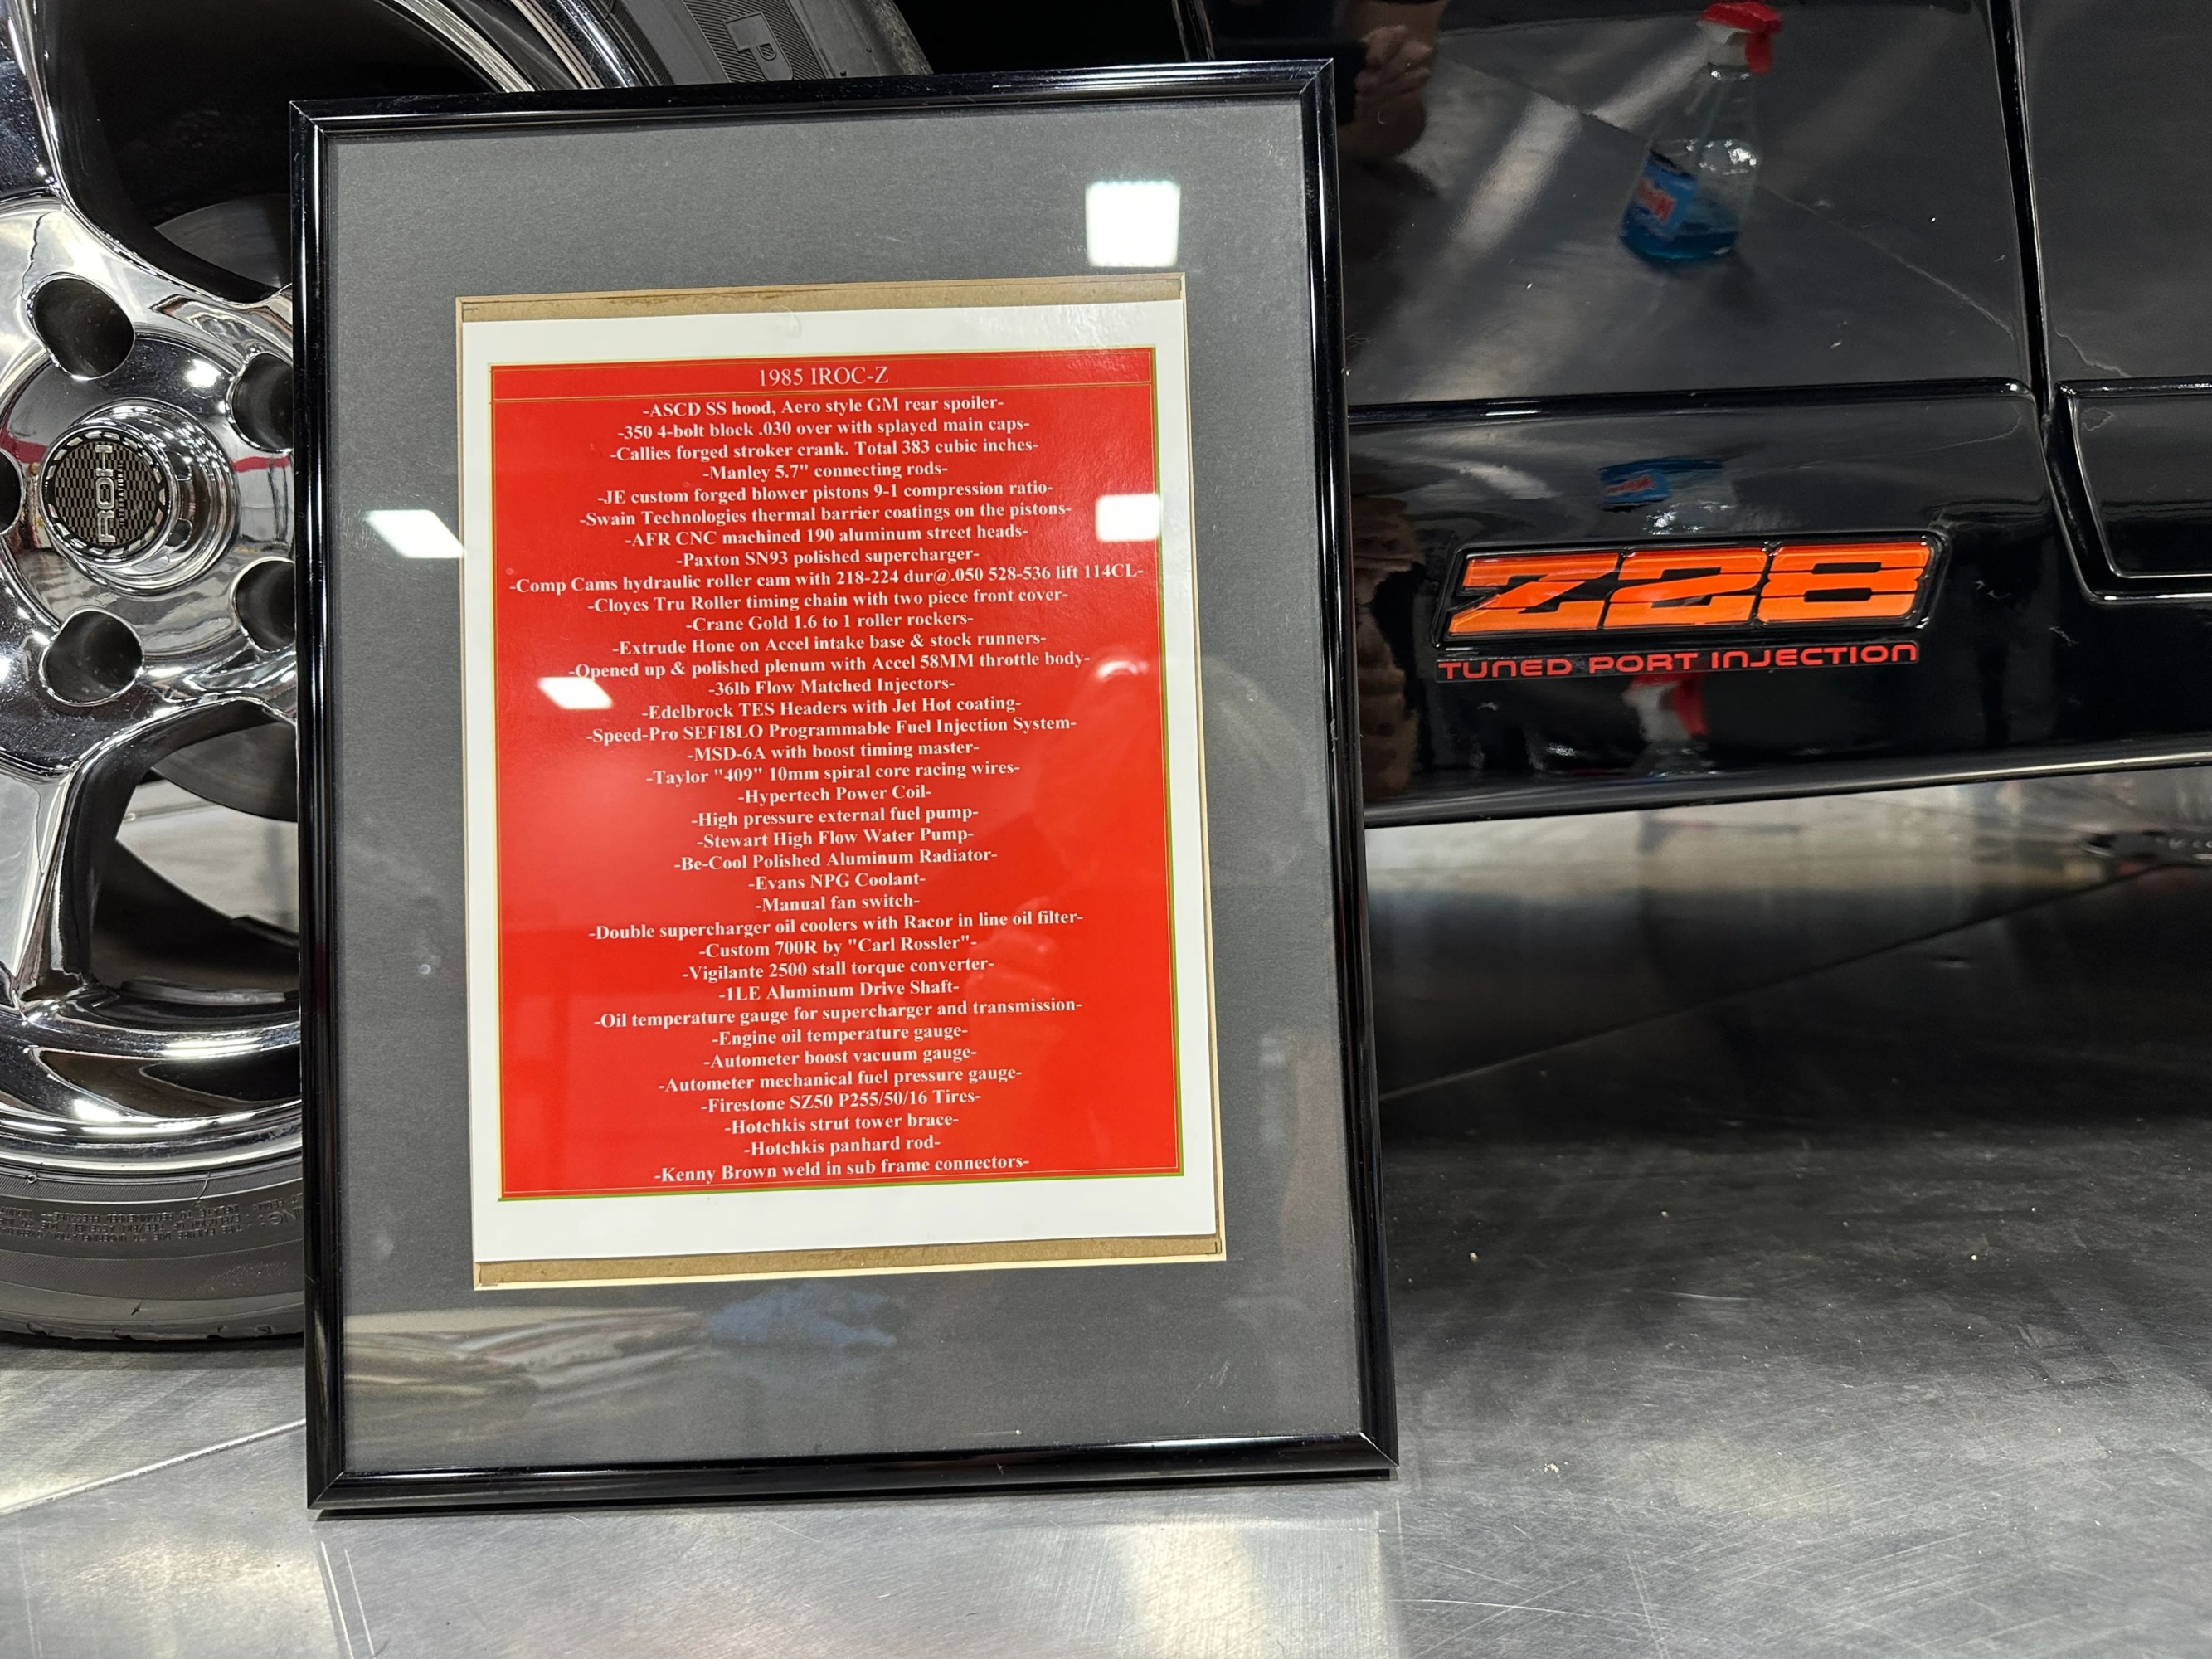 1985 IROC-Z
-ASCD SS hood, Aero style GM rear spoiler-
-350 4-bolt block .030 over with splayed main caps-
-Callies forged stroker crank. Total 383 cubic inches-
-Manley 5.7" connecting rods-
-JE custom forged blower pistons 9-1 compression ratio-
-Swain Technologies thermal barrier coatings on the pistons-
-AFR CNC machined 190 aluminum street heads-
-Paxton SN93 polished supercharger-
-Comp Cams hydraulic roller cam with 218-224 dur@.050 528-536 lift 114CL-
-Cloyes Tru Roller timing chain with two piece front cover-
-Crane Gold 1.6 to 1 roller rockers-
-Extrude Hone on Accel intake base & stock runners-
-Opened up & polished plenum with Accel 58MM throttle body-
-36lb Flow Matched Injectors-
-Edelbrock TES Headers with Jet Hot coating-
-Speed-Pro SEFI8LO Programmable Fuel Injection System-
-MSD-6A with boost timing master-
-Taylor "409" 10mm spiral core racing wires-
-Hypertech Power Coil-
-High pressure external fuel pump-
-Stewart High Flow Water Pump-
-Be-Cool Polished Aluminum Radiator-
-Evans NPG Coolant-
-Manual fan switch-
-Double supercharger oil coolers with Racor in line oil filter-
-Custom 700R by "Carl Rossler"-
-Vigilante 2500 stall torque converter-
-1LE Aluminum Drive Shaft-
-Oil temperature gauge for supercharger and transmission-
-Engine oil temperature gauge-
-Autometer boost vacuum gauge-
-Autometer mechanical fuel pressure gauge-
-Firestone SZ50 P255/50/16 Tires-
-Hotchkis strut tower brace-
-Hotchkis panhard rod-
-Kenny Brown weld in sub frame connectors-
Z28
TUNED PORT INJECTION
ROH
P